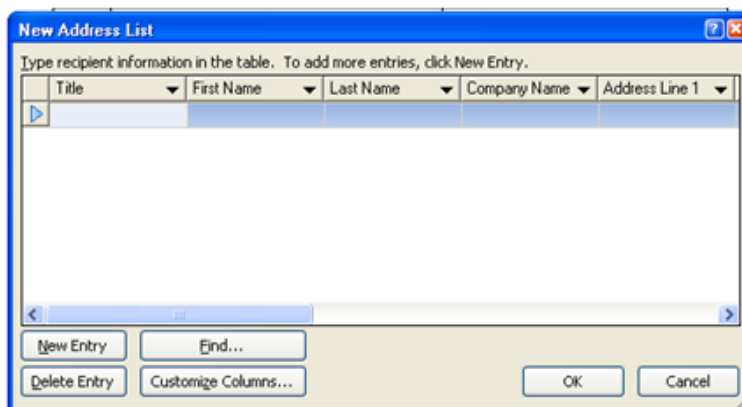 New Address List
Type recipient information in the table. To add more entries, click New Entry.
Title First Name Last Name Company Name Address Line 1
New Entry Find...
Delete Entry Customize Columns... OK Cancel